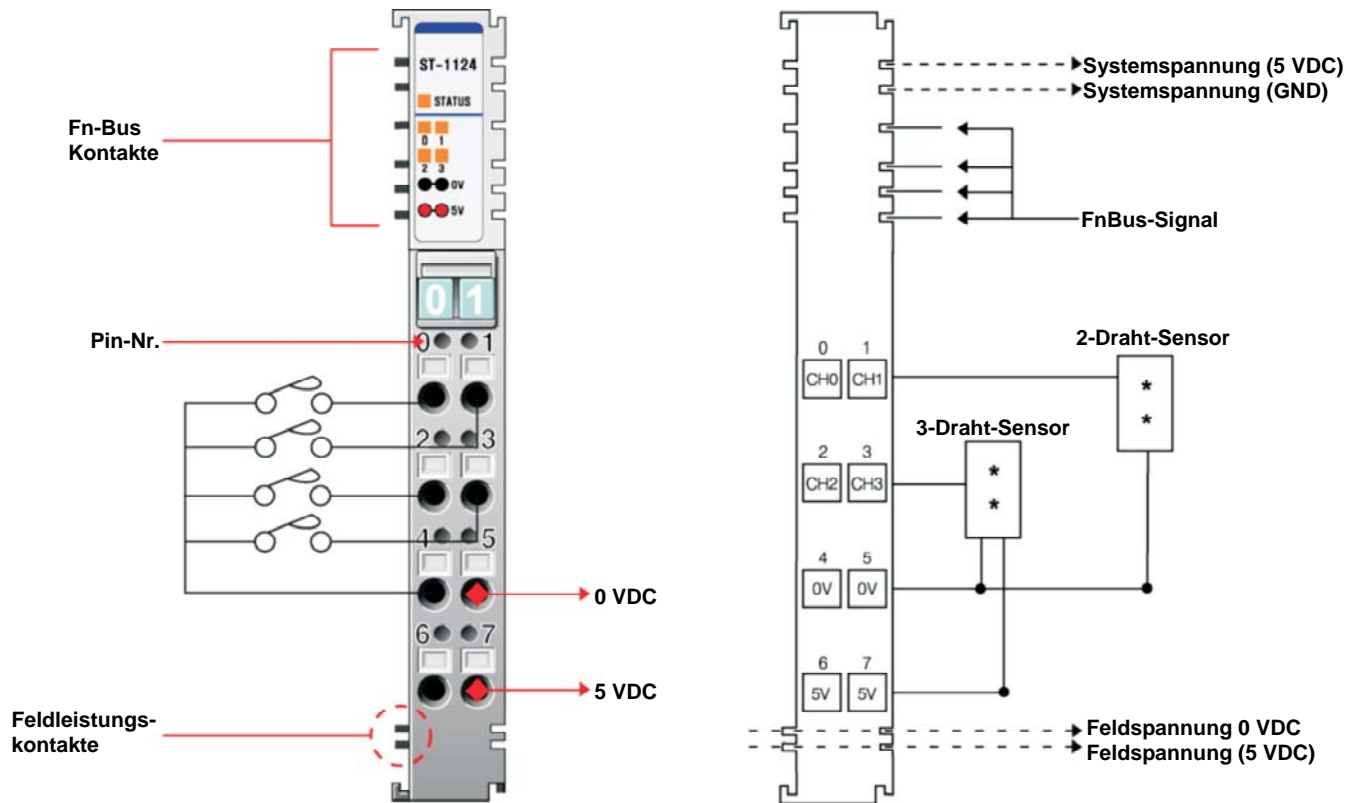 ST-1124
STATUS
0 1
2 3
0V
5V
Fn-Bus
Kontakte
01
Pin-Nr.
0 1
2 3
4 5
0 VDC
6 7
5 VDC
Feldleistungs-
kontakte
Systemspannung (5 VDC)
Systemspannung (GND)
FnBus-Signal
2-Draht-Sensor
* *
3-Draht-Sensor
* *
0 1
CH0 CH1
2 3
CH2 CH3
4 5
0V 0V
6 7
5V 5V
Feldspannung 0 VDC
Feldspannung (5 VDC)